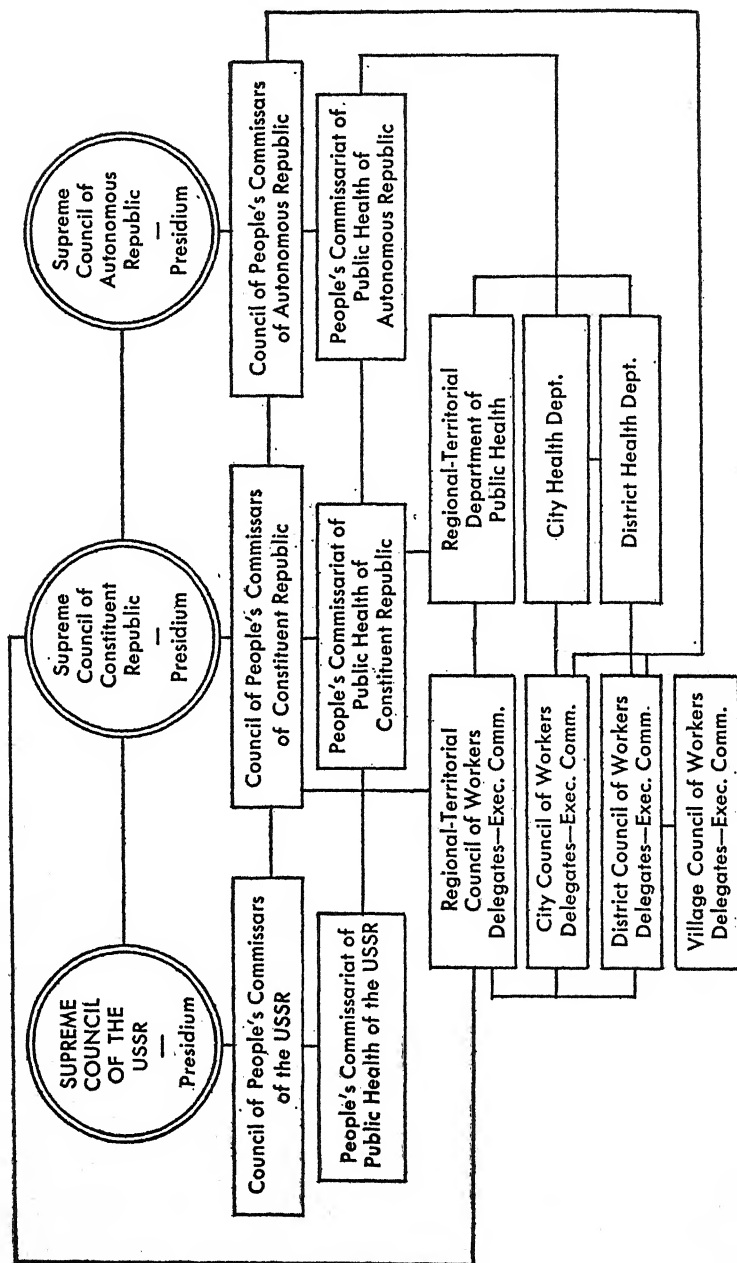 SUPREME
COUNCIL
OF THE
USSR
—
Presidium
Supreme
Council of
Constituent
Republic
—
Presidium
Supreme
Council of
Autonomous
Republic
—
Presidium
Council of People's Commissars
of the USSR
Council of People's Commissars
of Constituent Republic
Council of People's Commissars
of Autonomous Republic
People's Commissariat of
Public Health of the USSR
People's Commissariat of
Public Health of
Constituent Republic
People's Commissariat of
Public Health of
Autonomous Republic
Regional-Territorial
Council of Workers
Delegates—Exec. Comm.
Regional-Territorial
Department of
Public Health
City Council of Workers
Delegates—Exec. Comm.
City Health Dept.
District Council of Workers
Delegates—Exec. Comm.
District Health Dept.
Village Council of Workers
Delegates—Exec. Comm.